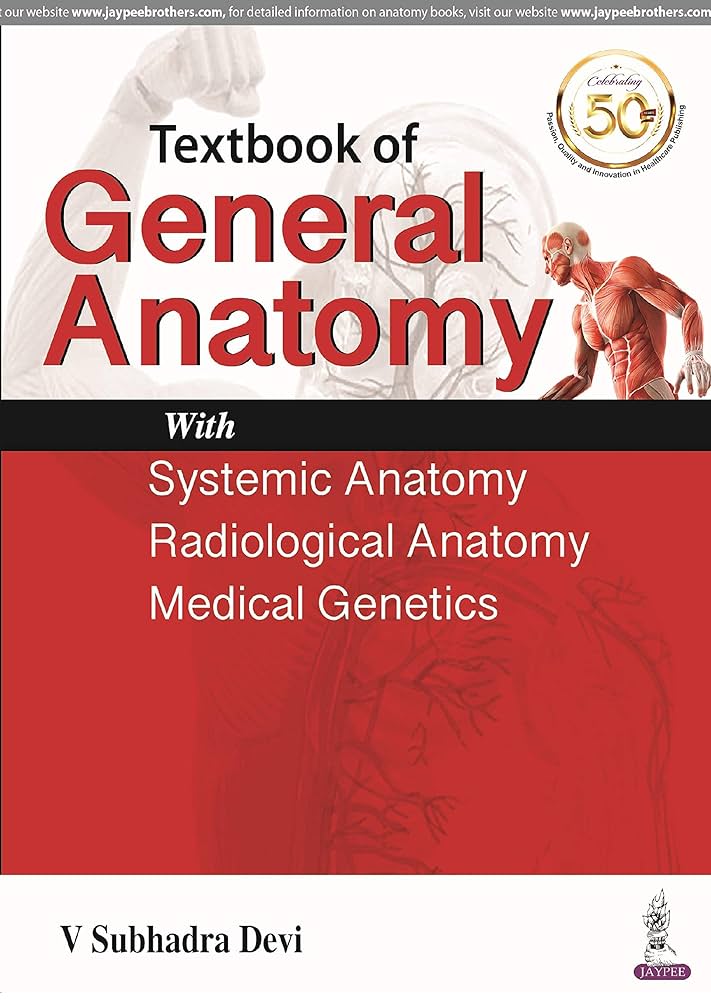 t our website www.jaypeebrothers.com, for detailed information on anatomy books, visit our website www.jaypeebrothers.com
Celebrating
50
Passion, Quality and Innovation in Healthcare Publishing
Textbook of
General
Anatomy
With
Systemic Anatomy
Radiological Anatomy
Medical Genetics
V Subhadra Devi
JAYPEE